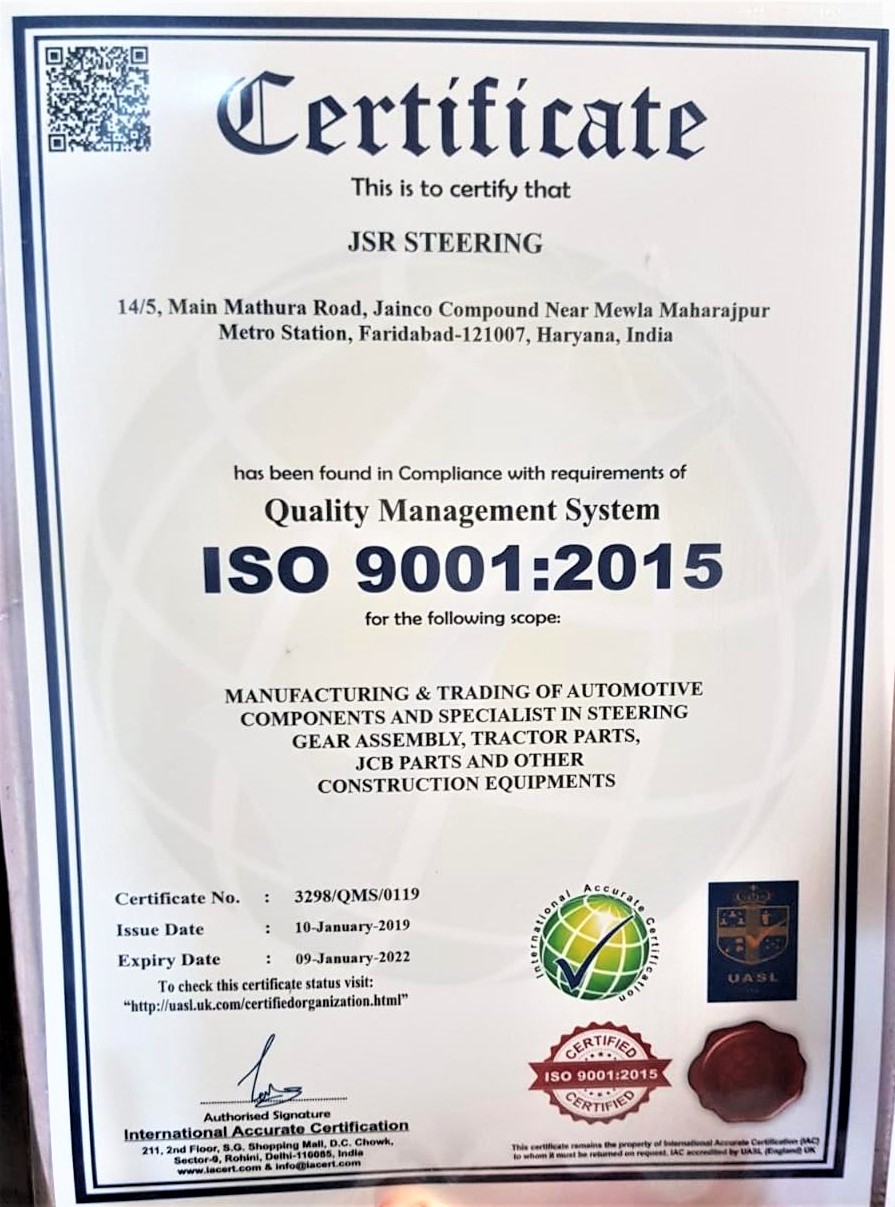 Certificate
This is to certify that
JSR STEERING
14/5, Main Mathura Road, Jainco Compound Near Mewla Maharajpur
Metro Station, Faridabad-121007, Haryana, India
has been found in Compliance with requirements of
Quality Management System
ISO 9001:2015
for the following scope:
MANUFACTURING & TRADING OF AUTOMOTIVE
COMPONENTS AND SPECIALIST IN STEERING
GEAR ASSEMBLY, TRACTOR PARTS,
JCB PARTS AND OTHER
CONSTRUCTION EQUIPMENTS
Certificate No. : 3298/QMS/0119
Issue Date : 10-January-2019
Expiry Date : 09-January-2022
To check this certificate status visit:
"http://uasl.uk.com/certifiedorganization.html"
International Accurate Certification
UASL
Authorised Signature
International Accurate Certification
211, 2nd Floor, S.G. Shopping Mall, D.C. Chowk,
Sector-9, Rohini, Delhi-110085, India
www.iacert.com & info@iacert.com
CERTIFIED
ISO 9001:2015
CERTIFIED
This certificate remains the property of International Accurate Certification (IAC)
to whom it must be returned on request. IAC accredited by UASL (England) UK